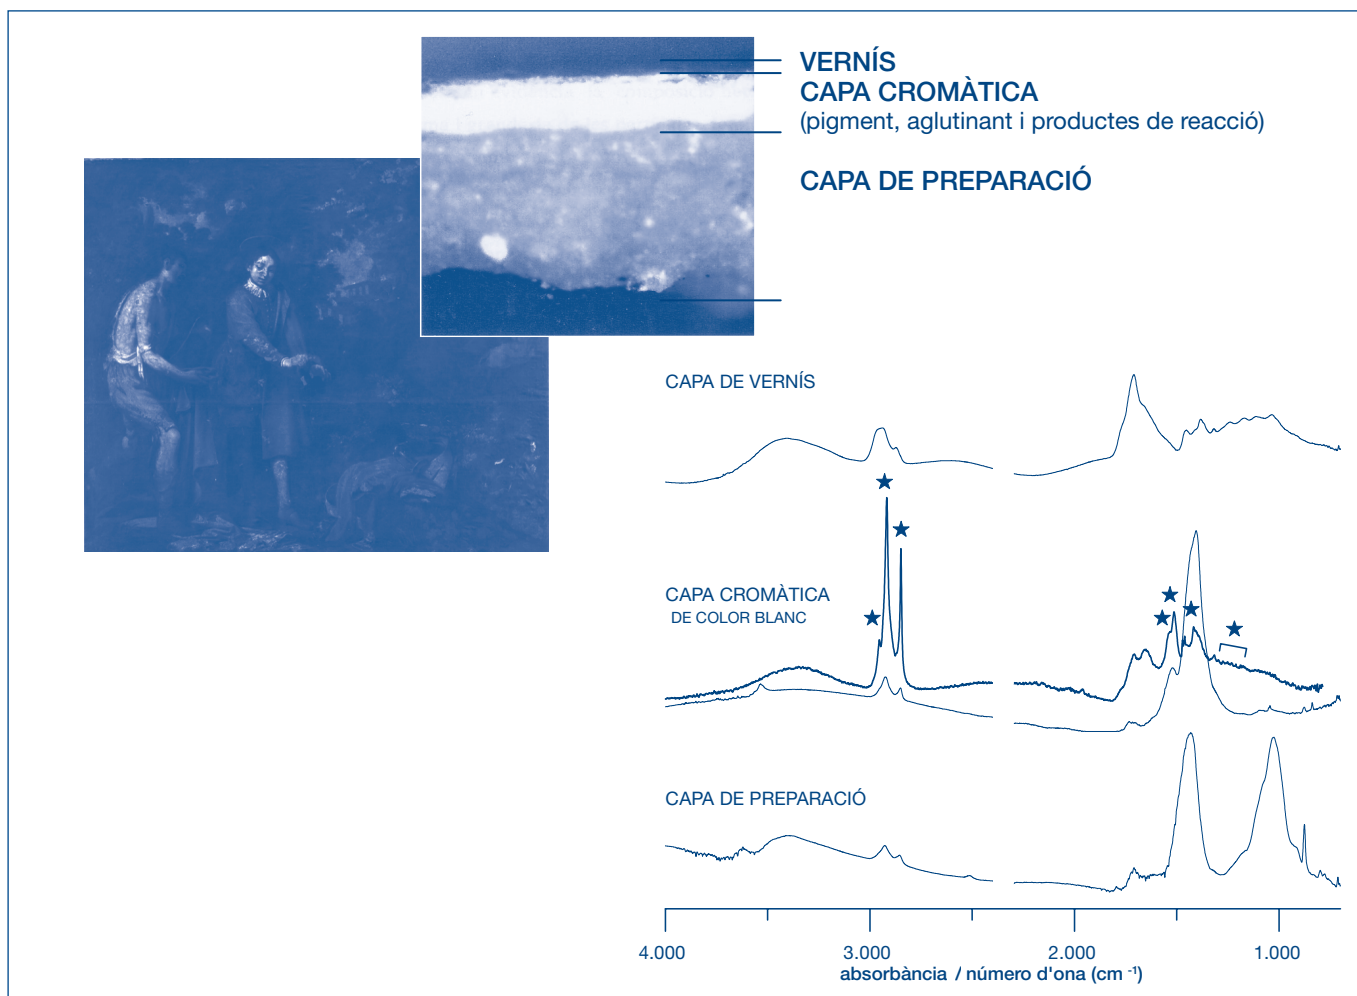 VERNÍS
CAPA CROMÀTICA
(pigment, aglutinant i productes de reacció)
CAPA DE PREPARACIÓ
CAPA DE VERNÍS
CAPA CROMÀTICA
DE COLOR BLANC
CAPA DE PREPARACIÓ
4.000 3.000 2.000 1.000
absorbància / número d'ona (cm -1)